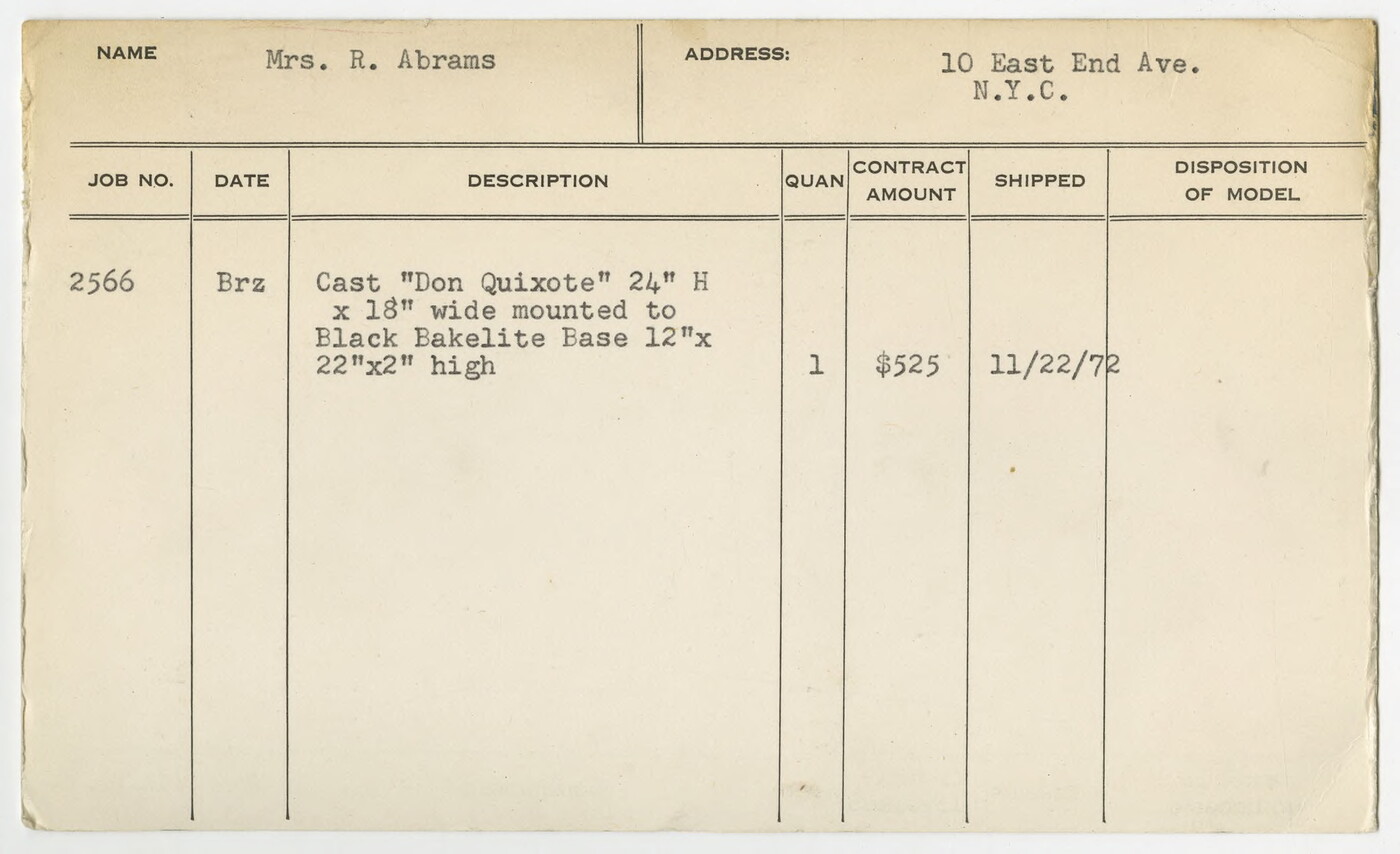 NAME Mrs. R. Abrams ADDRESS: 10 East End Ave.
N.Y.C.
JOB NO. DATE DESCRIPTION QUAN CONTRACT AMOUNT SHIPPED DISPOSITION OF MODEL
2566 Brz Cast "Don Quixote" 24" H
x 18" wide mounted to
Black Bakelite Base 12"x
22"x2" high 1 $525 11/22/72